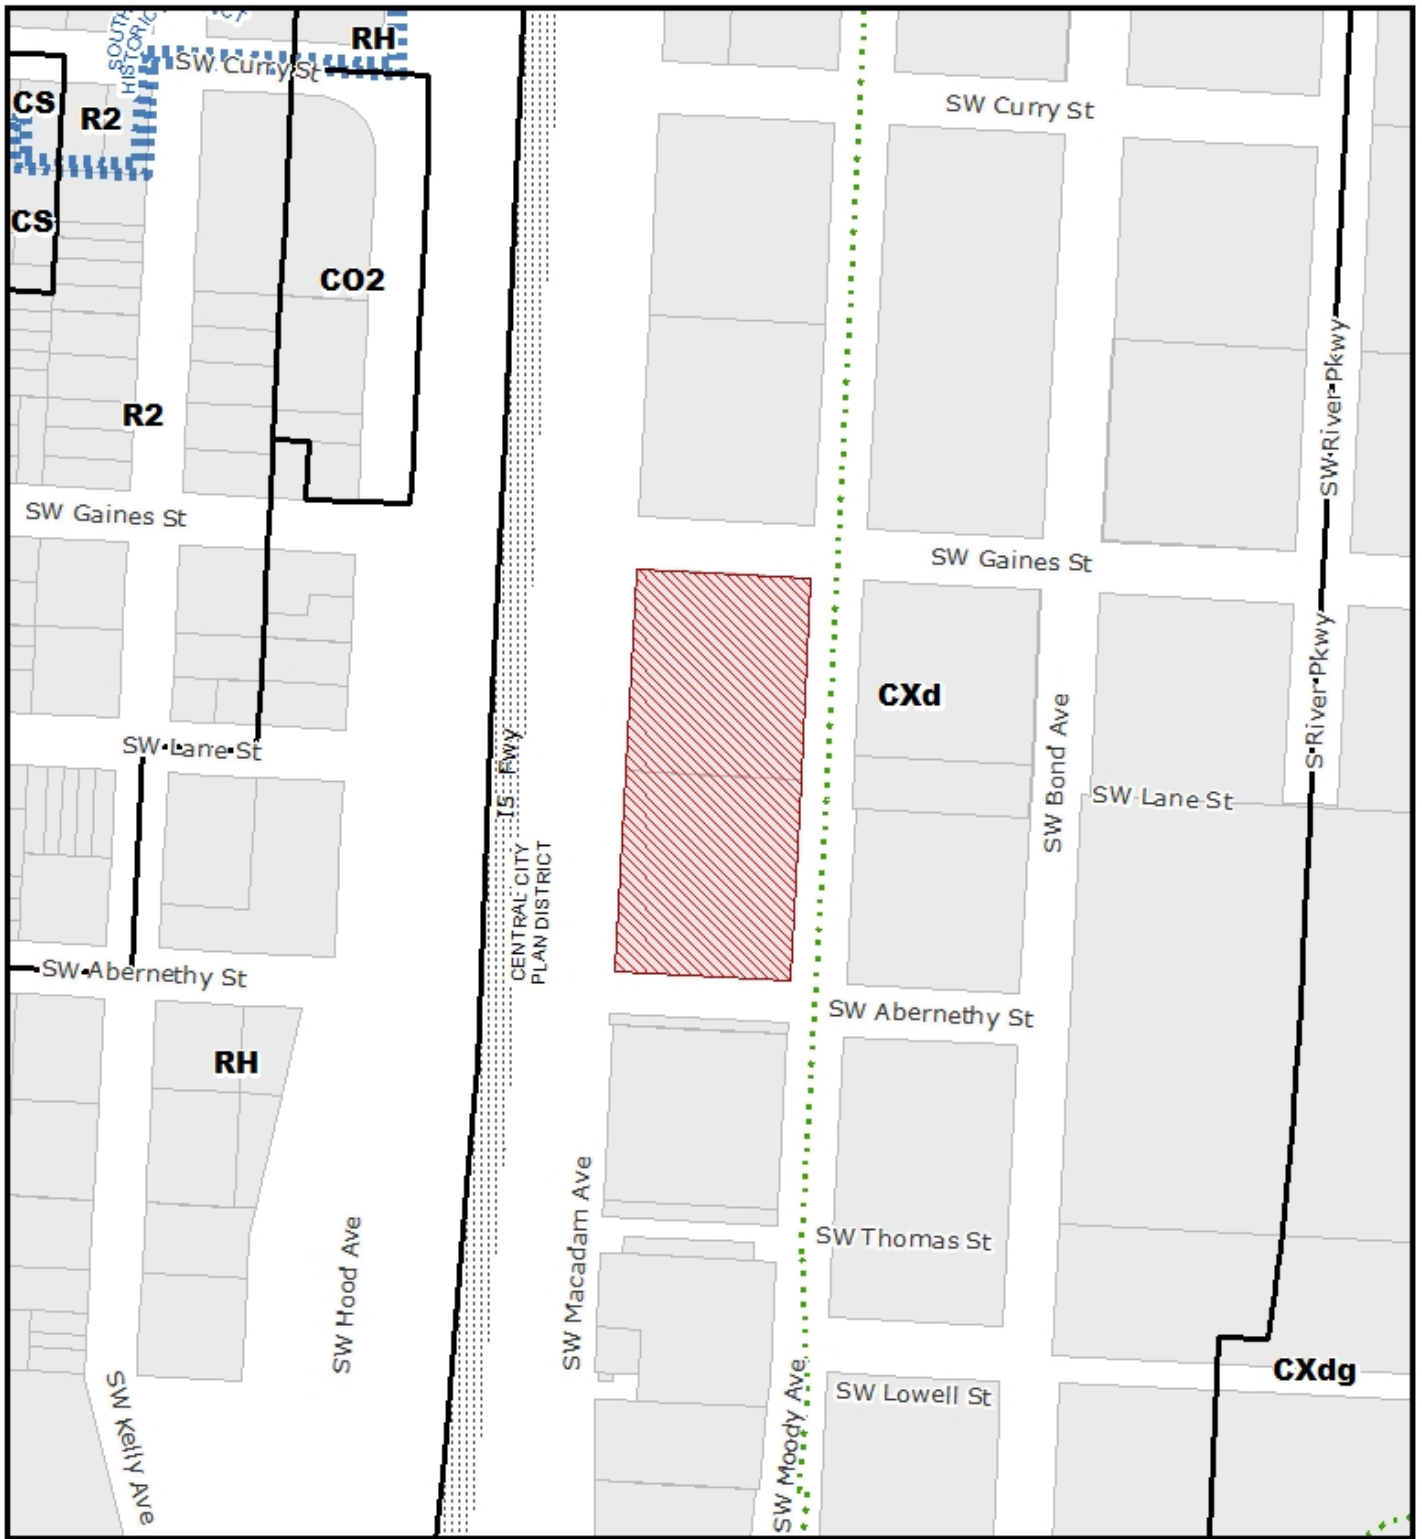 SOUTH
HISTORIC
CT
RH
SW Curry St
CS
R2
SW Curry St
CS
CO2
R2
SW River Pkwy
SW Gaines St
SW Gaines St
CXd
S River Pkwy
SW Lane St
I5 Fwy
SW Bond Ave
SW Lane St
CENTRAL CITY
PLAN DISTRICT
SW Abernethy St
SW Abernethy St
RH
SW Macadam Ave
SW Thomas St
SW Hood Ave
CXdg
SW Lowell St
SW Kelly Ave
SW Moody Ave